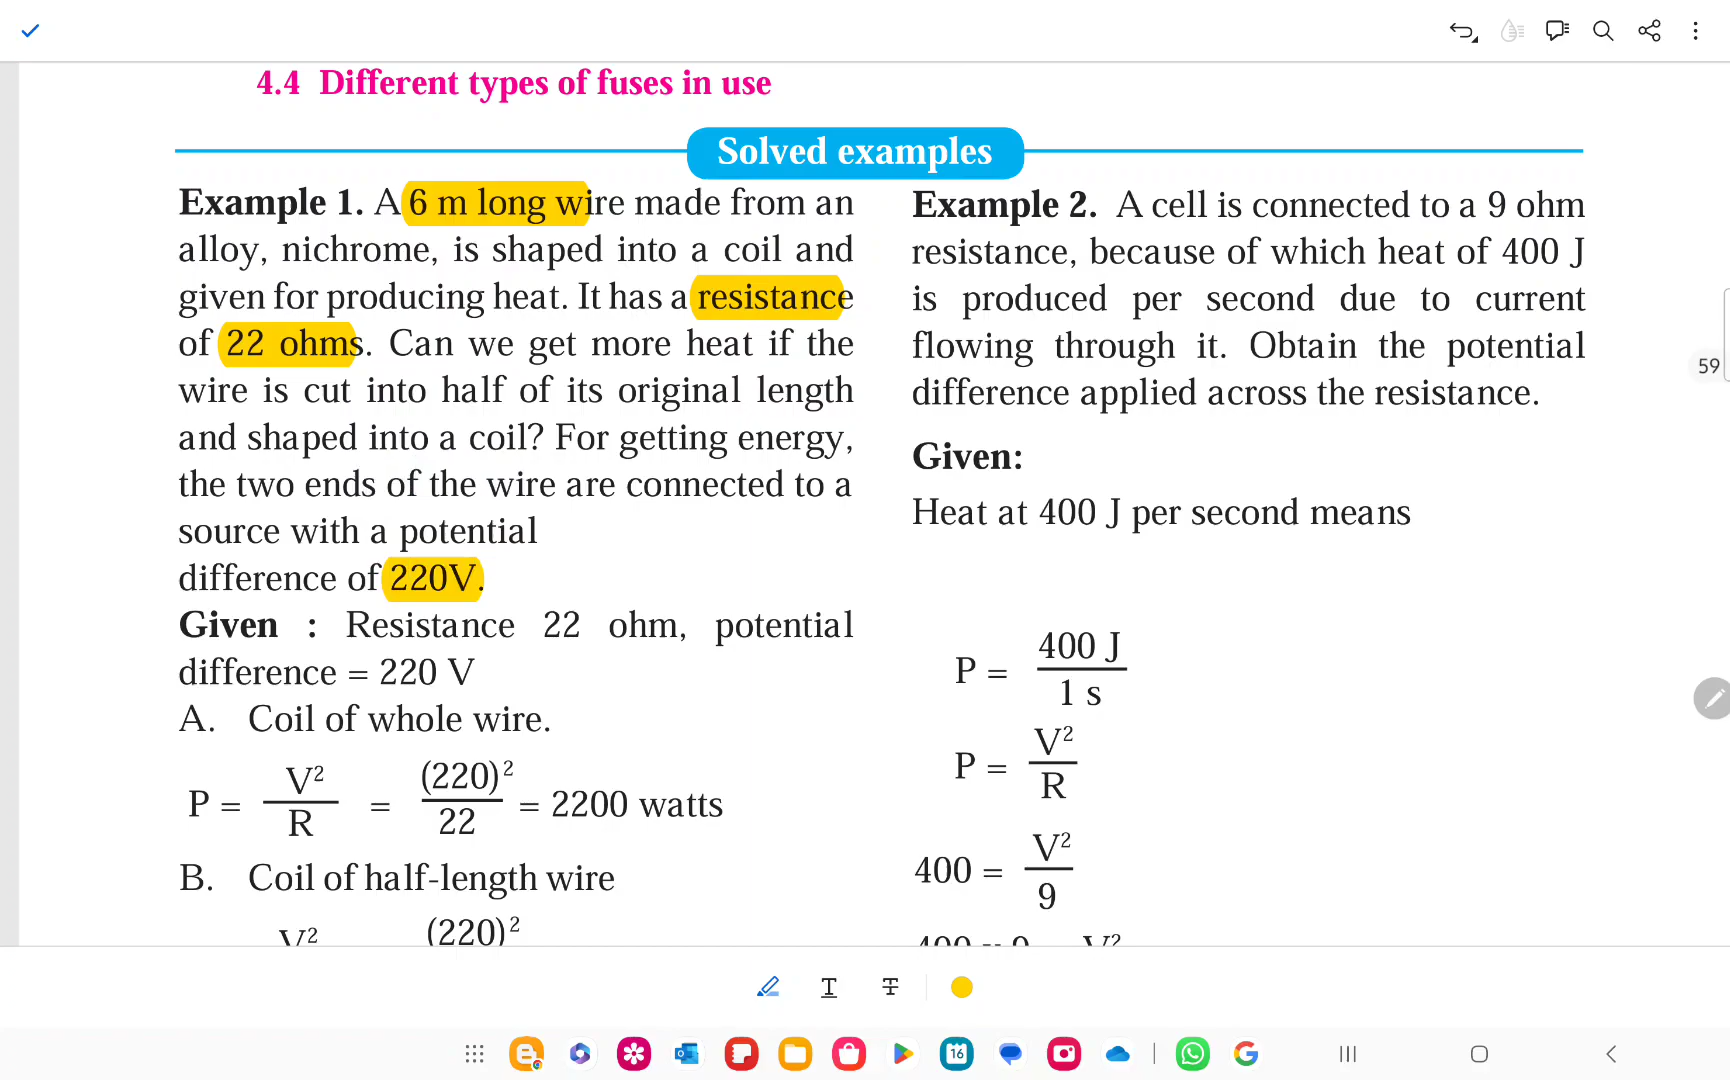 4.4 Different types of fuses in use
Solved examples
Example 1. A 6 m long wire made from an
alloy, nichrome, is shaped into a coil and
given for producing heat. It has a resistance
of 22 ohms. Can we get more heat if the
wire is cut into half of its original length
and shaped into a coil? For getting energy,
the two ends of the wire are connected to a
source with a potential
difference of 220V.
Given : Resistance 22 ohm, potential
difference = 220 V
A. Coil of whole wire.
P = V² / R = (220)² / 22 = 2200 watts
B. Coil of half-length wire
V² (220)²
Example 2. A cell is connected to a 9 ohm
resistance, because of which heat of 400 J
is produced per second due to current
flowing through it. Obtain the potential
difference applied across the resistance.
Given:
Heat at 400 J per second means
P = 400 J / 1 s
P = V² / R
400 = V² / 9
400 x 9 V²
59
16